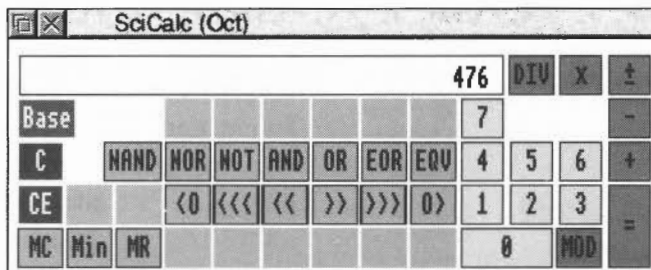 SciCalc (Oct)
476 DIV X ±
Base 7 -
C NAND NOR NOT AND OR EOR EQV 4 5 6 +
CE <0 <<< << >> >>> 0> 1 2 3 =
MC Min MR 0 MOD